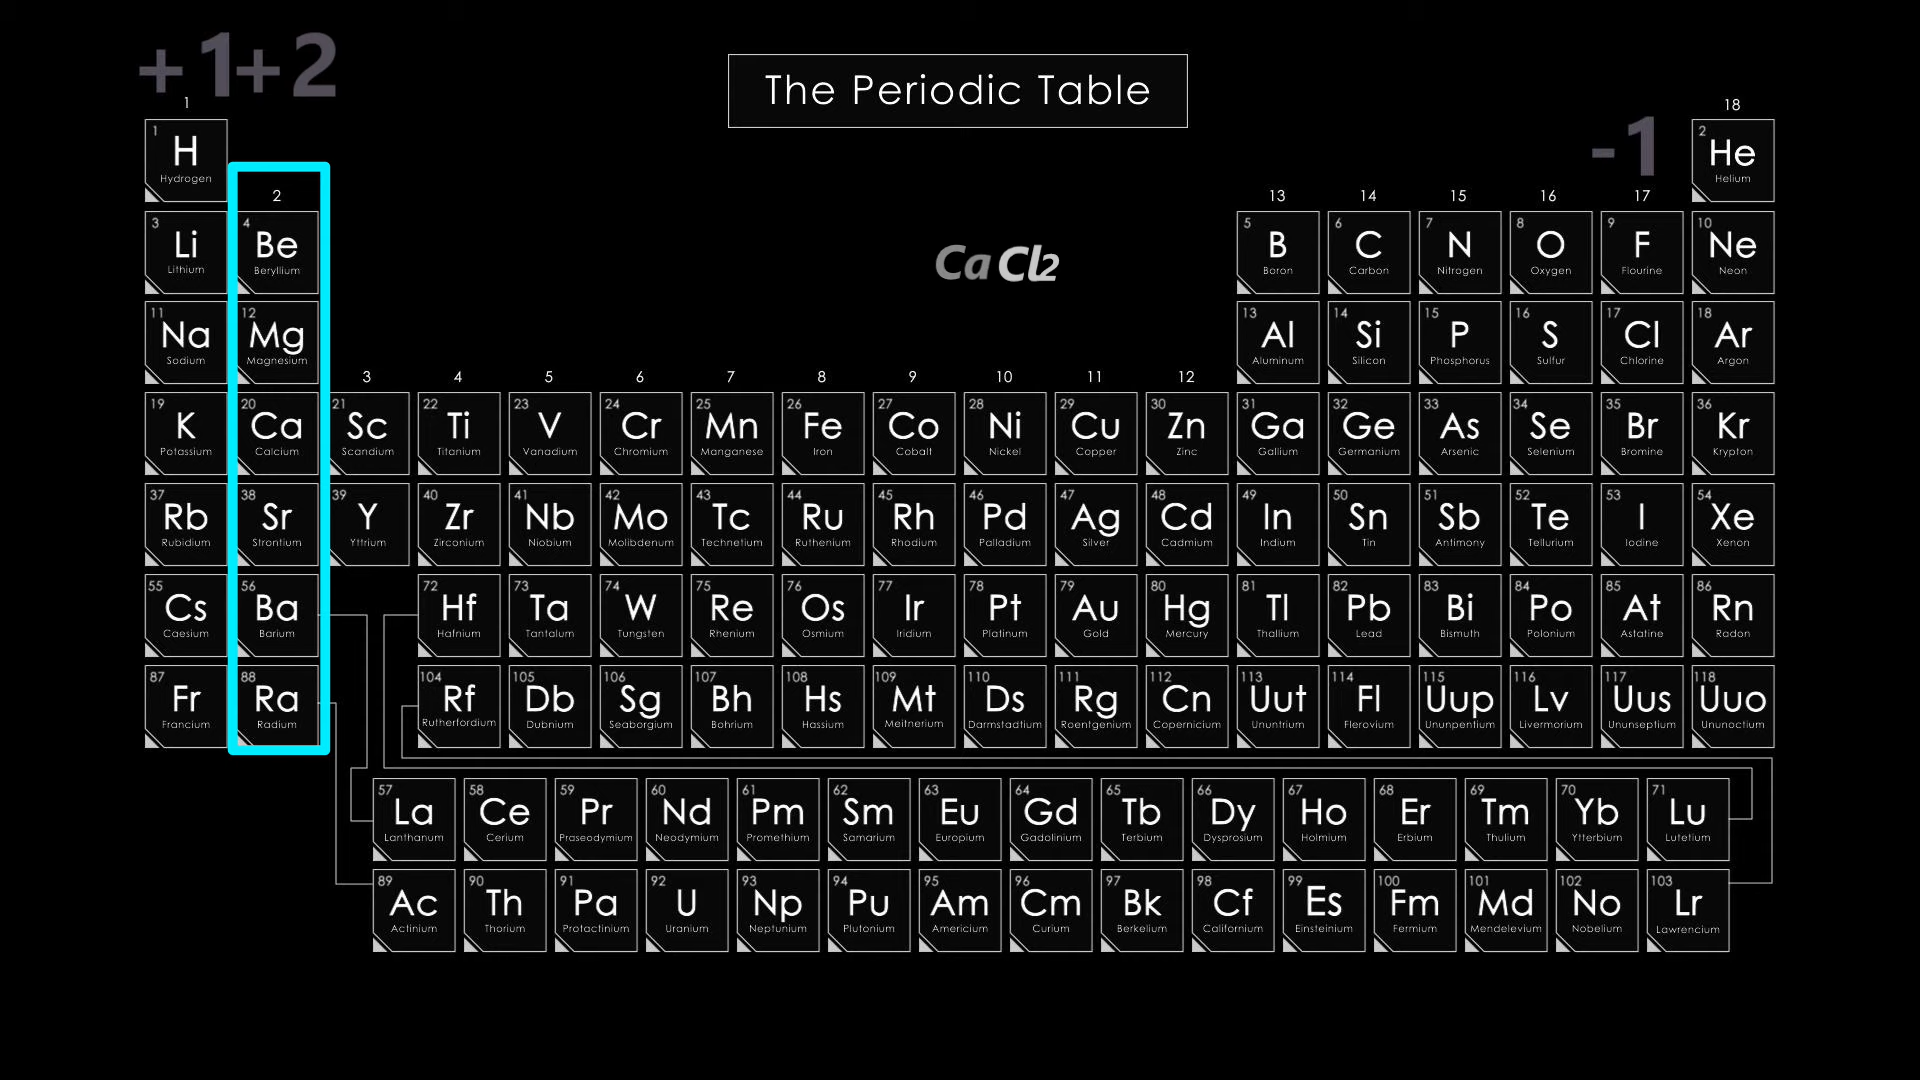 +1+2
The Periodic Table
1
18
1 H Hydrogen
-1
2 He Helium
2
13 14 15 16 17
3 Li Lithium
4 Be Beryllium
CaCl2
5 B Boron
6 C Carbon
7 N Nitrogen
8 O Oxygen
9 F Flourine
10 Ne Neon
11 Na Sodium
12 Mg Magnesium
13 Al Aluminum
14 Si Silicon
15 P Phosphorus
16 S Sulfur
17 Cl Chlorine
18 Ar Argon
3 4 5 6 7 8 9 10 11 12
19 K Potassium
20 Ca Calcium
21 Sc Scandium
22 Ti Titanium
23 V Vanadium
24 Cr Chromium
25 Mn Manganese
26 Fe Iron
27 Co Cobalt
28 Ni Nickel
29 Cu Copper
30 Zn Zinc
31 Ga Gallium
32 Ge Germanium
33 As Arsenic
34 Se Selenium
35 Br Bromine
36 Kr Krypton
37 Rb Rubidium
38 Sr Strontium
39 Y Yttrium
40 Zr Zirconium
41 Nb Niobium
42 Mo Molibdenum
43 Tc Technetium
44 Ru Ruthenium
45 Rh Rhodium
46 Pd Palladium
47 Ag Silver
48 Cd Cadmium
49 In Indium
50 Sn Tin
51 Sb Antimony
52 Te Tellurium
53 I Iodine
54 Xe Xenon
55 Cs Caesium
56 Ba Barium
72 Hf Hafnium
73 Ta Tantalum
74 W Tungsten
75 Re Rhenium
76 Os Osmium
77 Ir Iridium
78 Pt Platinum
79 Au Gold
80 Hg Mercury
81 Tl Thallium
82 Pb Lead
83 Bi Bismuth
84 Po Polonium
85 At Astatine
86 Rn Radon
87 Fr Francium
88 Ra Radium
104 Rf Rutherfordium
105 Db Dubnium
106 Sg Seaborgium
107 Bh Bohrium
108 Hs Hassium
109 Mt Meitnerium
110 Ds Darmstadtium
111 Rg Roentgenium
112 Cn Copernicium
113 Uut Ununtrium
114 Fl Flerovium
115 Uup Ununpentium
116 Lv Livermorium
117 Uus Ununseptium
118 Uuo Ununoctium
57 La Lanthanum
58 Ce Cerium
59 Pr Praseodymium
60 Nd Neodymium
61 Pm Promethium
62 Sm Samarium
63 Eu Europium
64 Gd Gadolinium
65 Tb Terbium
66 Dy Dysprosium
67 Ho Holmium
68 Er Erbium
69 Tm Thulium
70 Yb Ytterbium
71 Lu Lutetium
89 Ac Actinium
90 Th Thorium
91 Pa Protactinium
92 U Uranium
93 Np Neptunium
94 Pu Plutonium
95 Am Americium
96 Cm Curium
97 Bk Berkelium
98 Cf Californium
99 Es Einsteinium
100 Fm Fermium
101 Md Mendelevium
102 No Nobelium
103 Lr Lawrencium